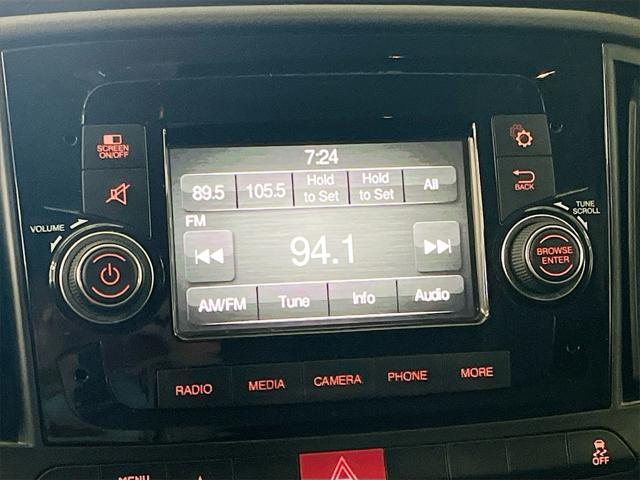 7:24
SCREEN
ON/OFF
89.5 105.5 Hold to Set Hold to Set All
BACK
FM
VOLUME
TUNE
SCROLL
94.1
BROWSE
ENTER
AM/FM Tune Info Audio
RADIO MEDIA CAMERA PHONE MORE
OFF
MENU